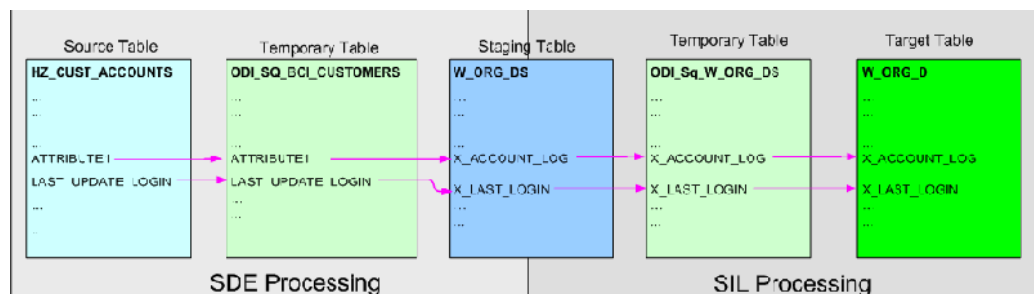 Source Table
Temporary Table
Staging Table
Temporary Table
Target Table
HZ_CUST_ACCOUNTS
ODI_SQ_BCI_CUSTOMERS
W_ORG_DS
ODI_Sq_W_ORG_DS
W_ORG_D
...
...
...
...
...
...
...
...
...
...
ATTRIBUTE1
ATTRIBUTE1
X_ACCOUNT_LOG
X_ACCOUNT_LOG
X_ACCOUNT_LOG
LAST_UPDATE_LOGIN
LAST_UPDATE_LOGIN
X_LAST_LOGIN
X_LAST_LOGIN
X_LAST_LOGIN
...
...
...
...
...
...
...
...
...
...
SDE Processing
SIL Processing